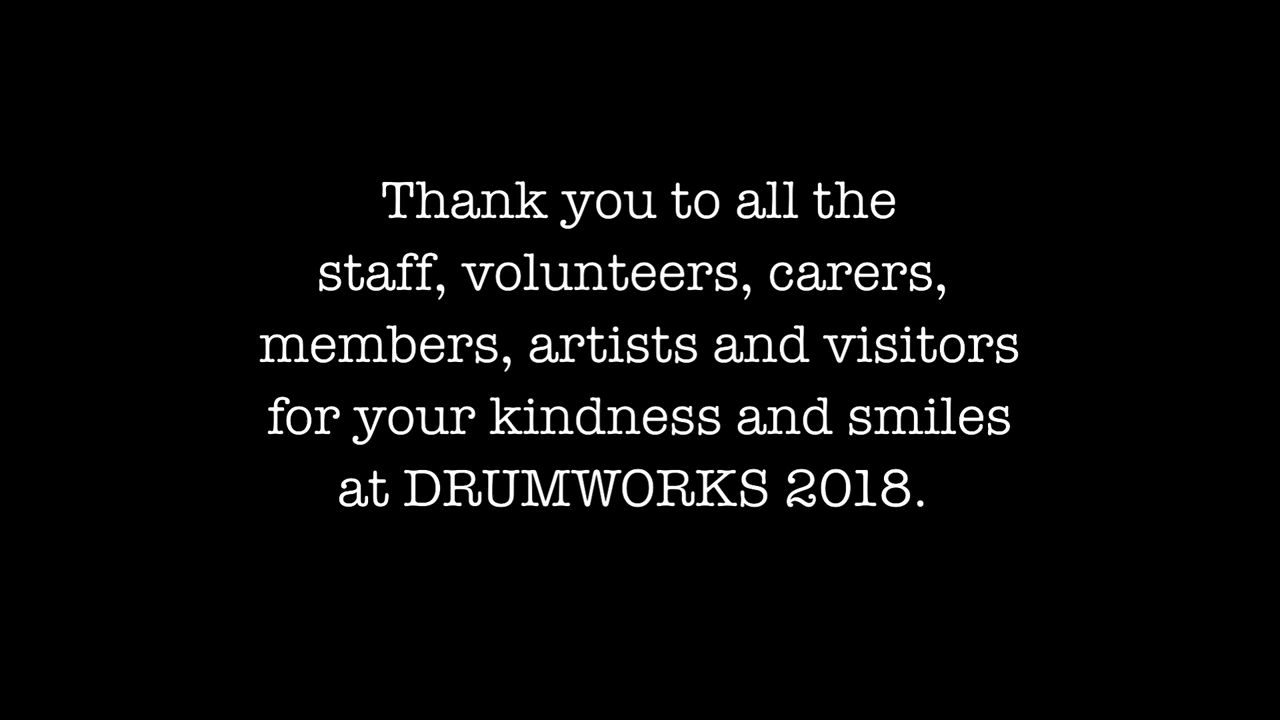 Thank you to all the
staff, volunteers, carers,
members, artists and visitors
for your kindness and smiles
at DRUMWORKS 2018.